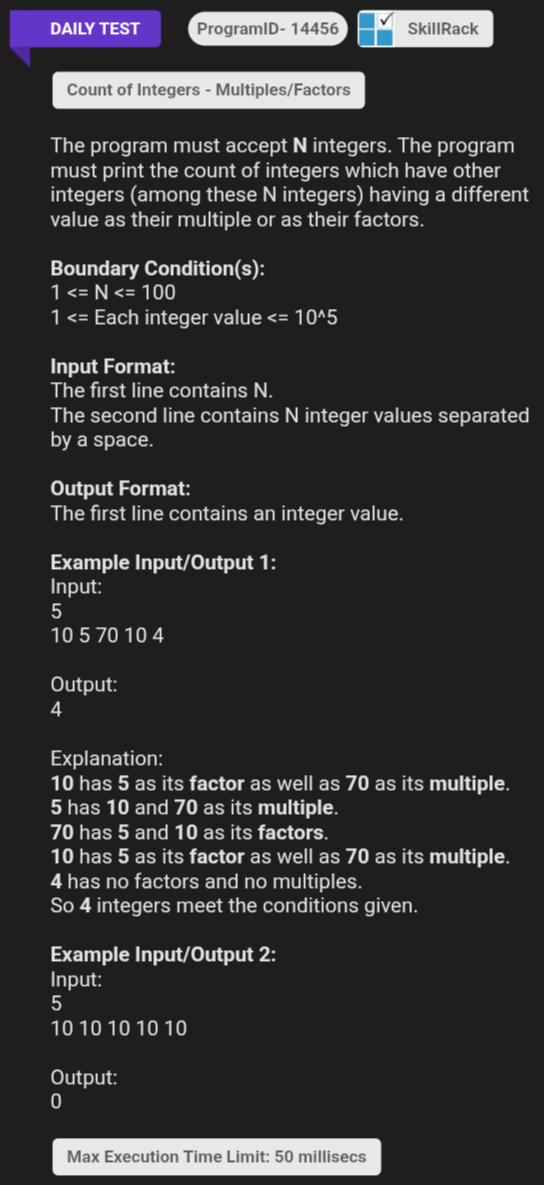 DAILY TEST
ProgramID- 14456
SkillRack
Count of Integers - Multiples/Factors
The program must accept N integers. The program
must print the count of integers which have other
integers (among these N integers) having a different
value as their multiple or as their factors.
Boundary Condition(s):
1 <= N <= 100
1 <= Each integer value <= 10^5
Input Format:
The first line contains N.
The second line contains N integer values separated
by a space.
Output Format:
The first line contains an integer value.
Example Input/Output 1:
Input:
5
10 5 70 10 4
Output:
4
Explanation:
10 has 5 as its factor as well as 70 as its multiple.
5 has 10 and 70 as its multiple.
70 has 5 and 10 as its factors.
10 has 5 as its factor as well as 70 as its multiple.
4 has no factors and no multiples.
So 4 integers meet the conditions given.
Example Input/Output 2:
Input:
5
10 10 10 10 10
Output:
0
Max Execution Time Limit: 50 millisecs